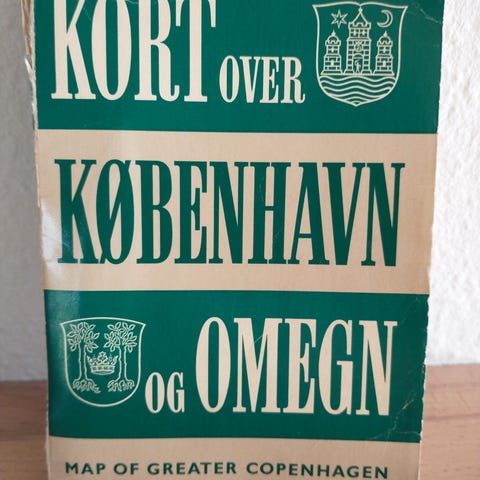 KORT OVER
KØBENHAVN
OG OMEGN
MAP OF GREATER COPENHAGEN